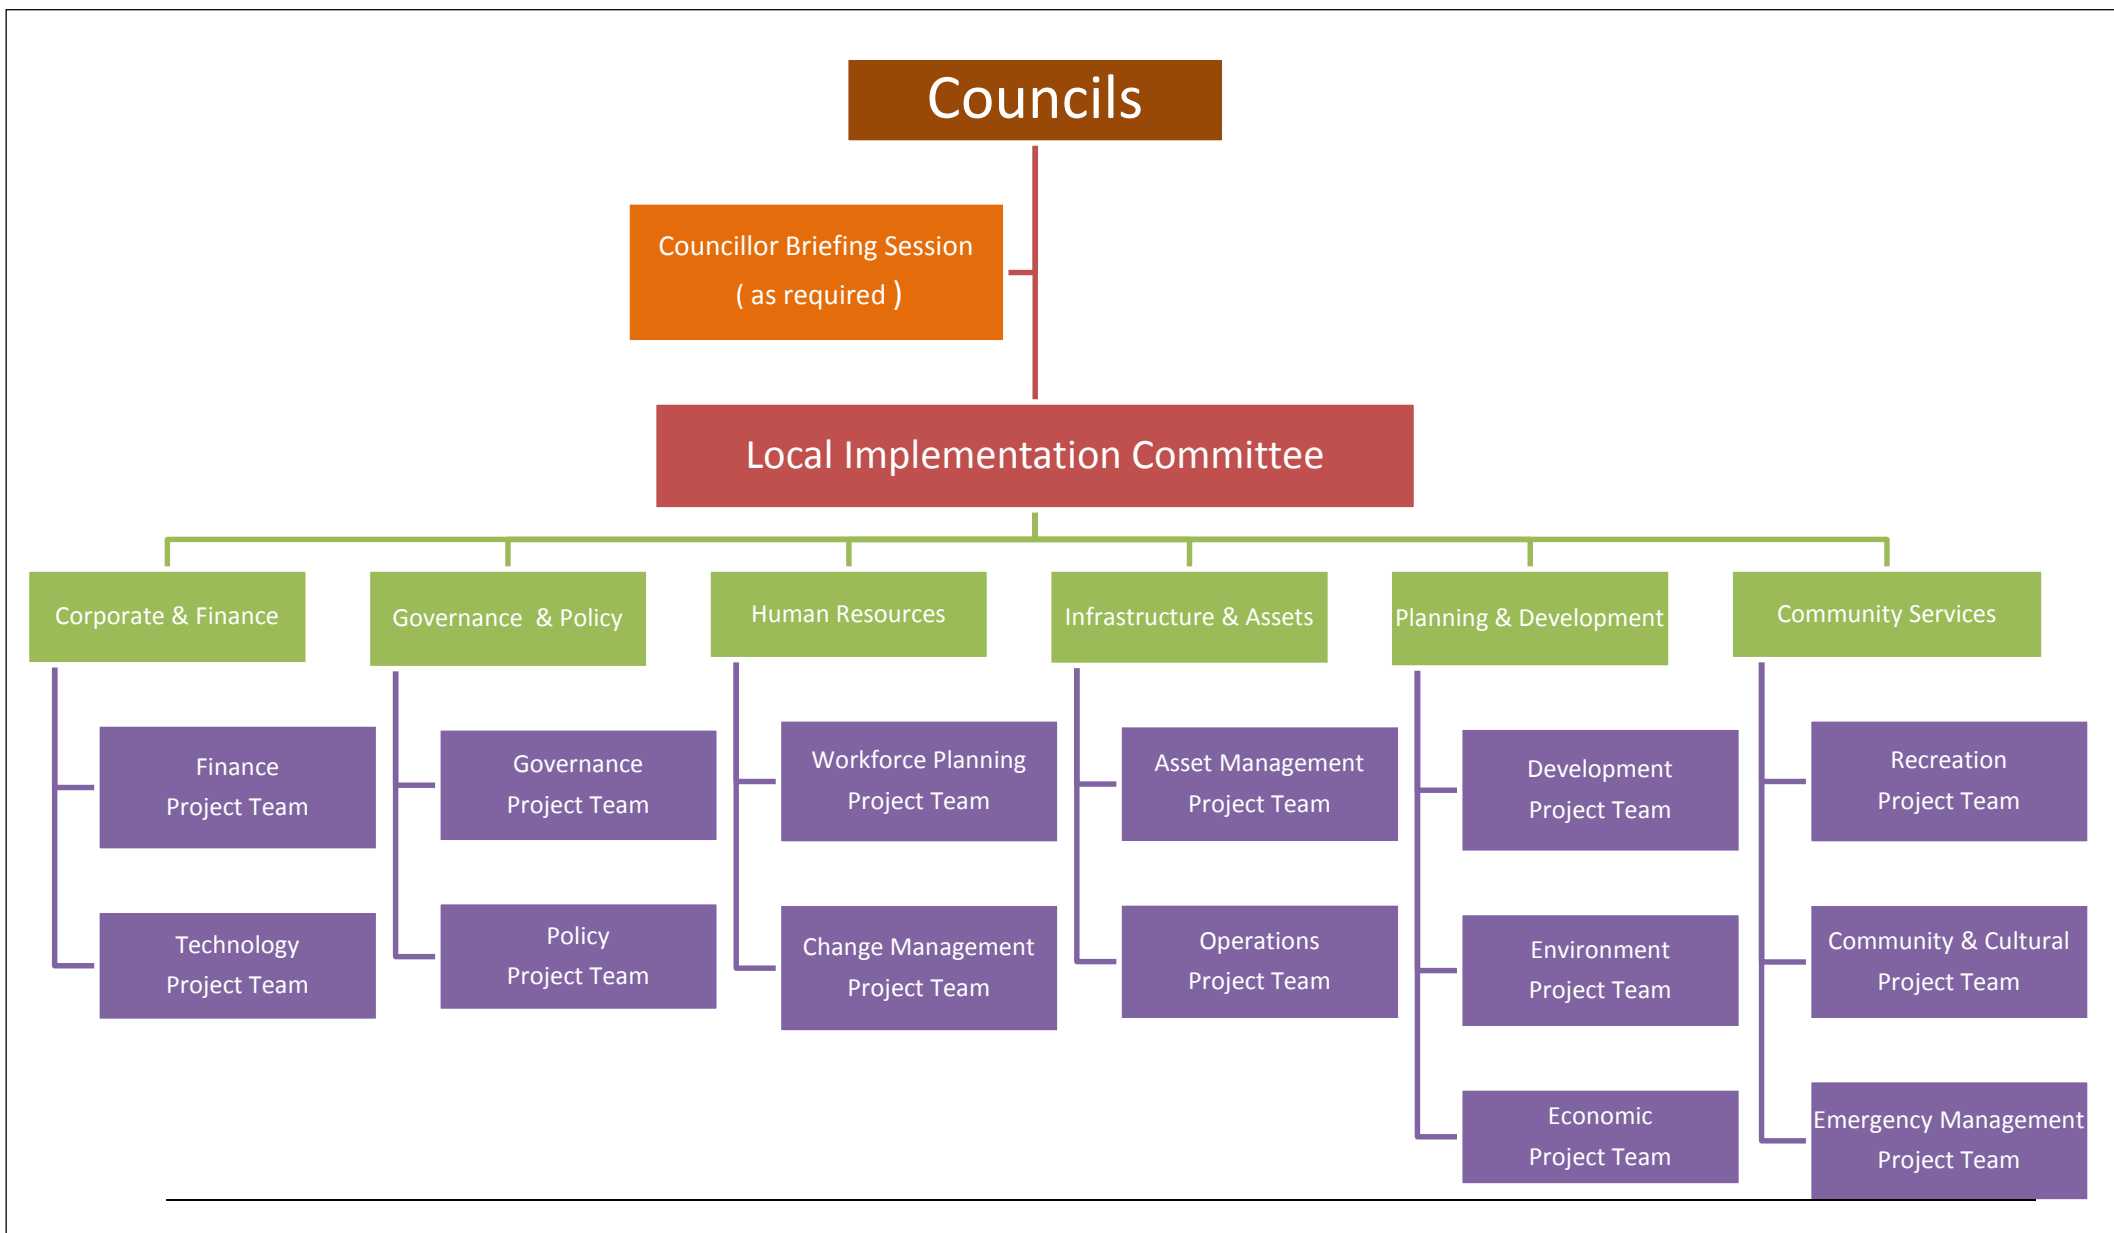 Councils
Councillor Briefing Session
( as required )
Local Implementation Committee
Corporate & Finance
Governance & Policy
Human Resources
Infrastructure & Assets
Planning & Development
Community Services
Finance
Project Team
Technology
Project Team
Governance
Project Team
Policy
Project Team
Workforce Planning
Project Team
Change Management
Project Team
Asset Management
Project Team
Operations
Project Team
Development
Project Team
Environment
Project Team
Economic
Project Team
Recreation
Project Team
Community & Cultural
Project Team
Emergency Management
Project Team